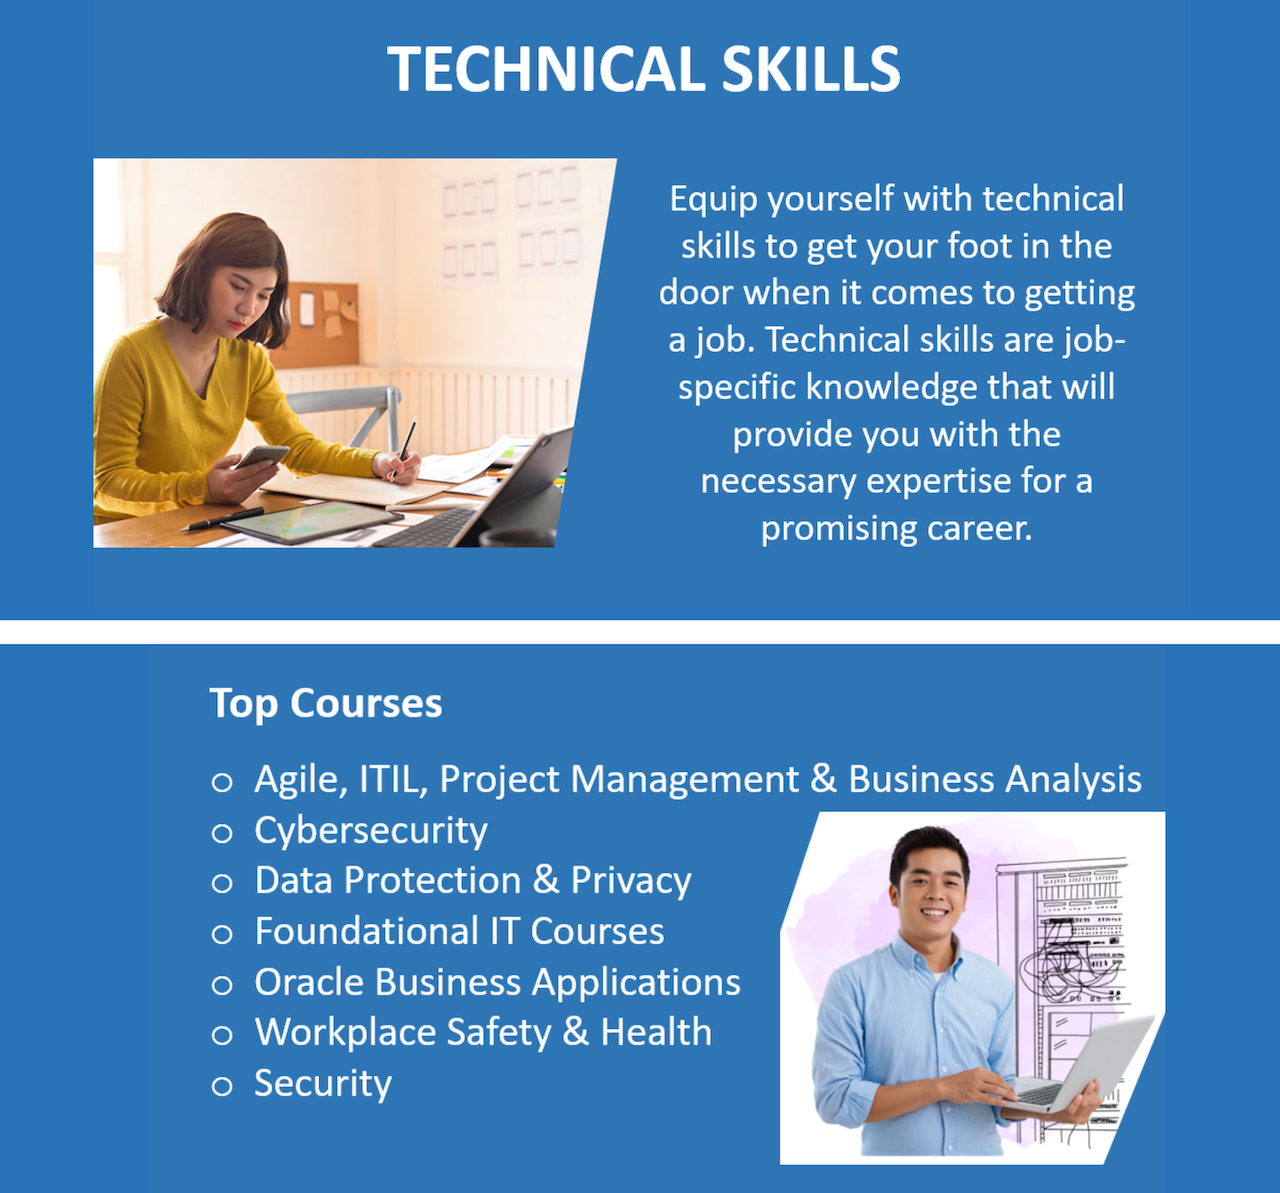 TECHNICAL SKILLS
Equip yourself with technical
skills to get your foot in the
door when it comes to getting
a job. Technical skills are job-
specific knowledge that will
provide you with the
necessary expertise for a
promising career.
Top Courses
o Agile, ITIL, Project Management & Business Analysis
o Cybersecurity
o Data Protection & Privacy
o Foundational IT Courses
o Oracle Business Applications
o Workplace Safety & Health
o Security